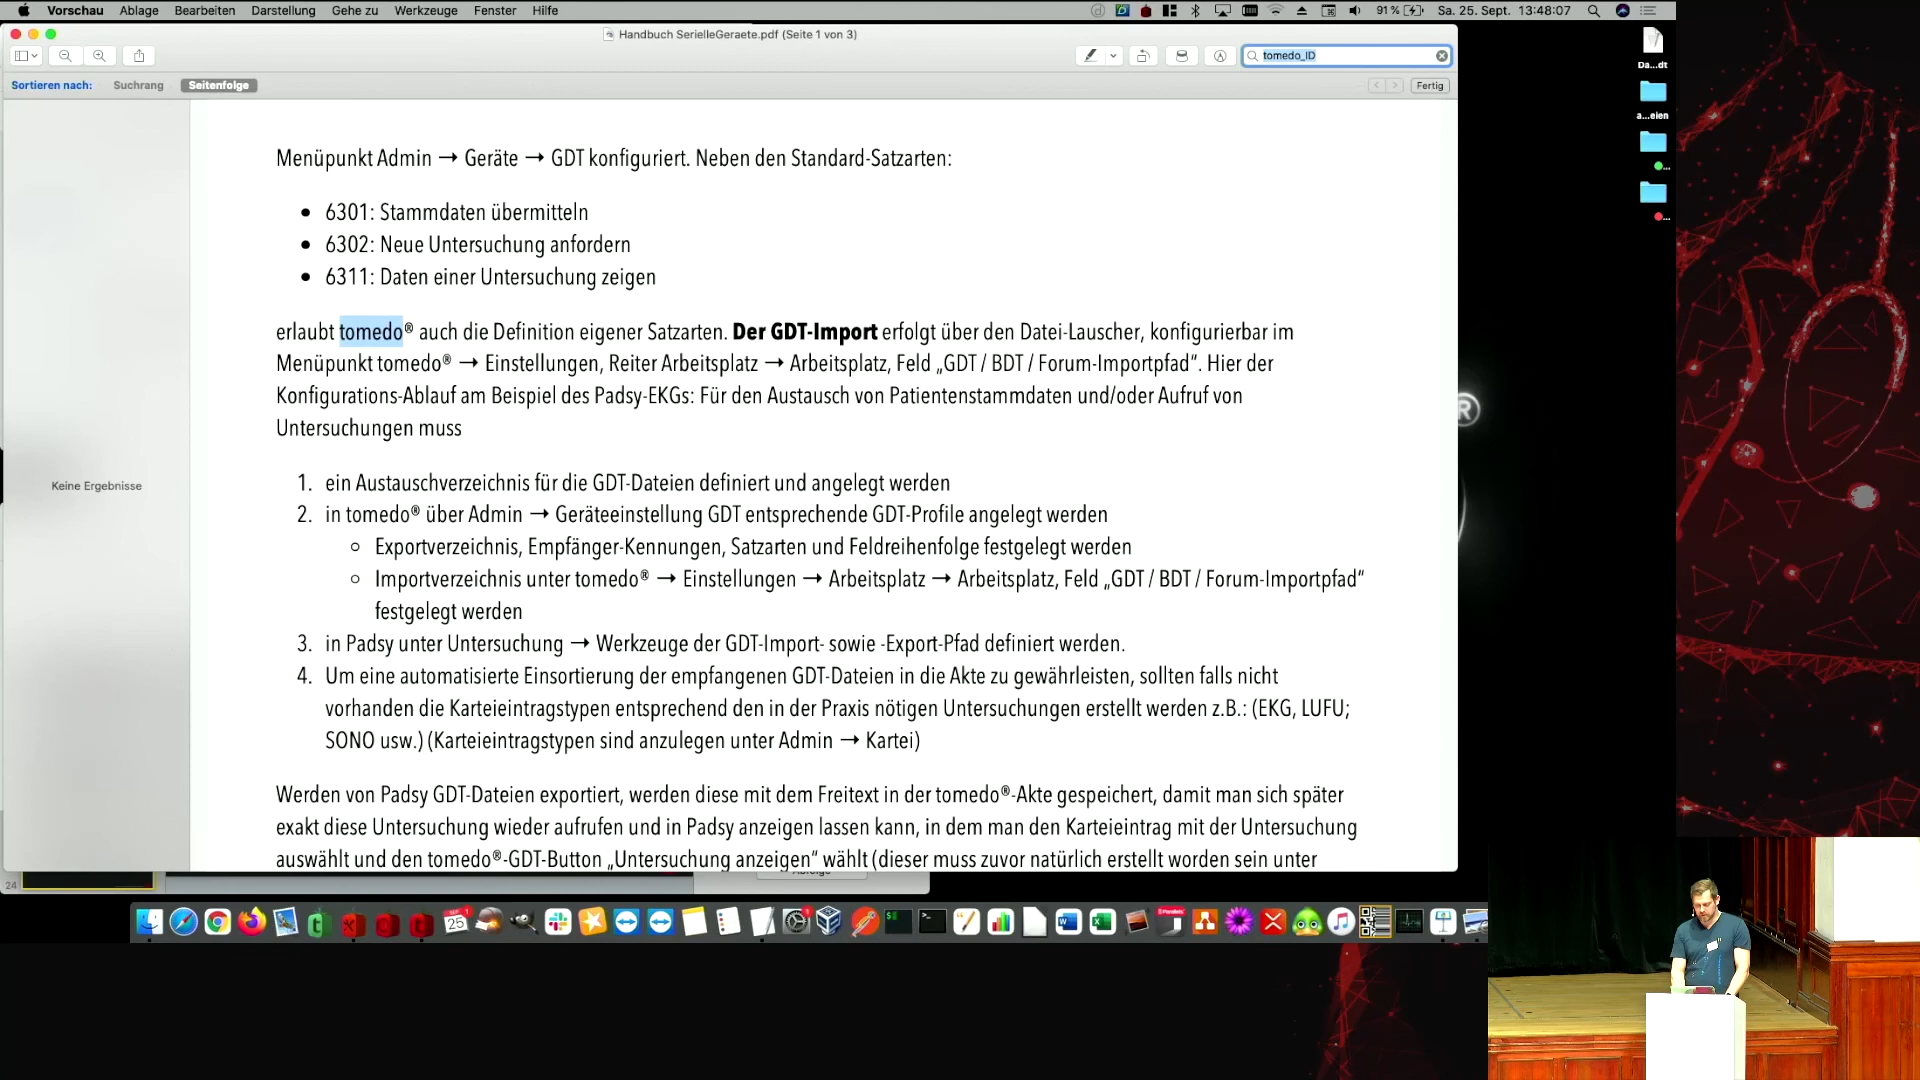 Vorschau Ablage Bearbeiten Darstellung Gehe zu Werkzeuge Fenster Hilfe 91 % Sa. 25. Sept. 13:48:07
Handbuch SerielleGeraete.pdf (Seite 1 von 3)
tomedo_ID
Sortieren nach: Suchrang Seitenfolge Fertig
Da...dt
a...eien
Keine Ergebnisse
Menüpunkt Admin → Geräte → GDT konfiguriert. Neben den Standard-Satzarten:
• 6301: Stammdaten übermitteln
• 6302: Neue Untersuchung anfordern
• 6311: Daten einer Untersuchung zeigen
erlaubt tomedo® auch die Definition eigener Satzarten. Der GDT-Import erfolgt über den Datei-Lauscher, konfigurierbar im
Menüpunkt tomedo® → Einstellungen, Reiter Arbeitsplatz → Arbeitsplatz, Feld „GDT / BDT / Forum-Importpfad“. Hier der
Konfigurations-Ablauf am Beispiel des Padsy-EKGs: Für den Austausch von Patientenstammdaten und/oder Aufruf von
Untersuchungen muss
1. ein Austauschverzeichnis für die GDT-Dateien definiert und angelegt werden
2. in tomedo® über Admin → Geräteeinstellung GDT entsprechende GDT-Profile angelegt werden
○ Exportverzeichnis, Empfänger-Kennungen, Satzarten und Feldreihenfolge festgelegt werden
○ Importverzeichnis unter tomedo® → Einstellungen → Arbeitsplatz → Arbeitsplatz, Feld „GDT / BDT / Forum-Importpfad“
festgelegt werden
3. in Padsy unter Untersuchung → Werkzeuge der GDT-Import- sowie -Export-Pfad definiert werden.
4. Um eine automatisierte Einsortierung der empfangenen GDT-Dateien in die Akte zu gewährleisten, sollten falls nicht
vorhanden die Karteieintragstypen entsprechend den in der Praxis nötigen Untersuchungen erstellt werden z.B.: (EKG, LUFU;
SONO usw.) (Karteieintragstypen sind anzulegen unter Admin → Kartei)
Werden von Padsy GDT-Dateien exportiert, werden diese mit dem Freitext in der tomedo®-Akte gespeichert, damit man sich später
exakt diese Untersuchung wieder aufrufen und in Padsy anzeigen lassen kann, in dem man den Karteieintrag mit der Untersuchung
auswählt und den tomedo®-GDT-Button „Untersuchung anzeigen“ wählt (dieser muss zuvor natürlich erstellt worden sein unter
®
24
25